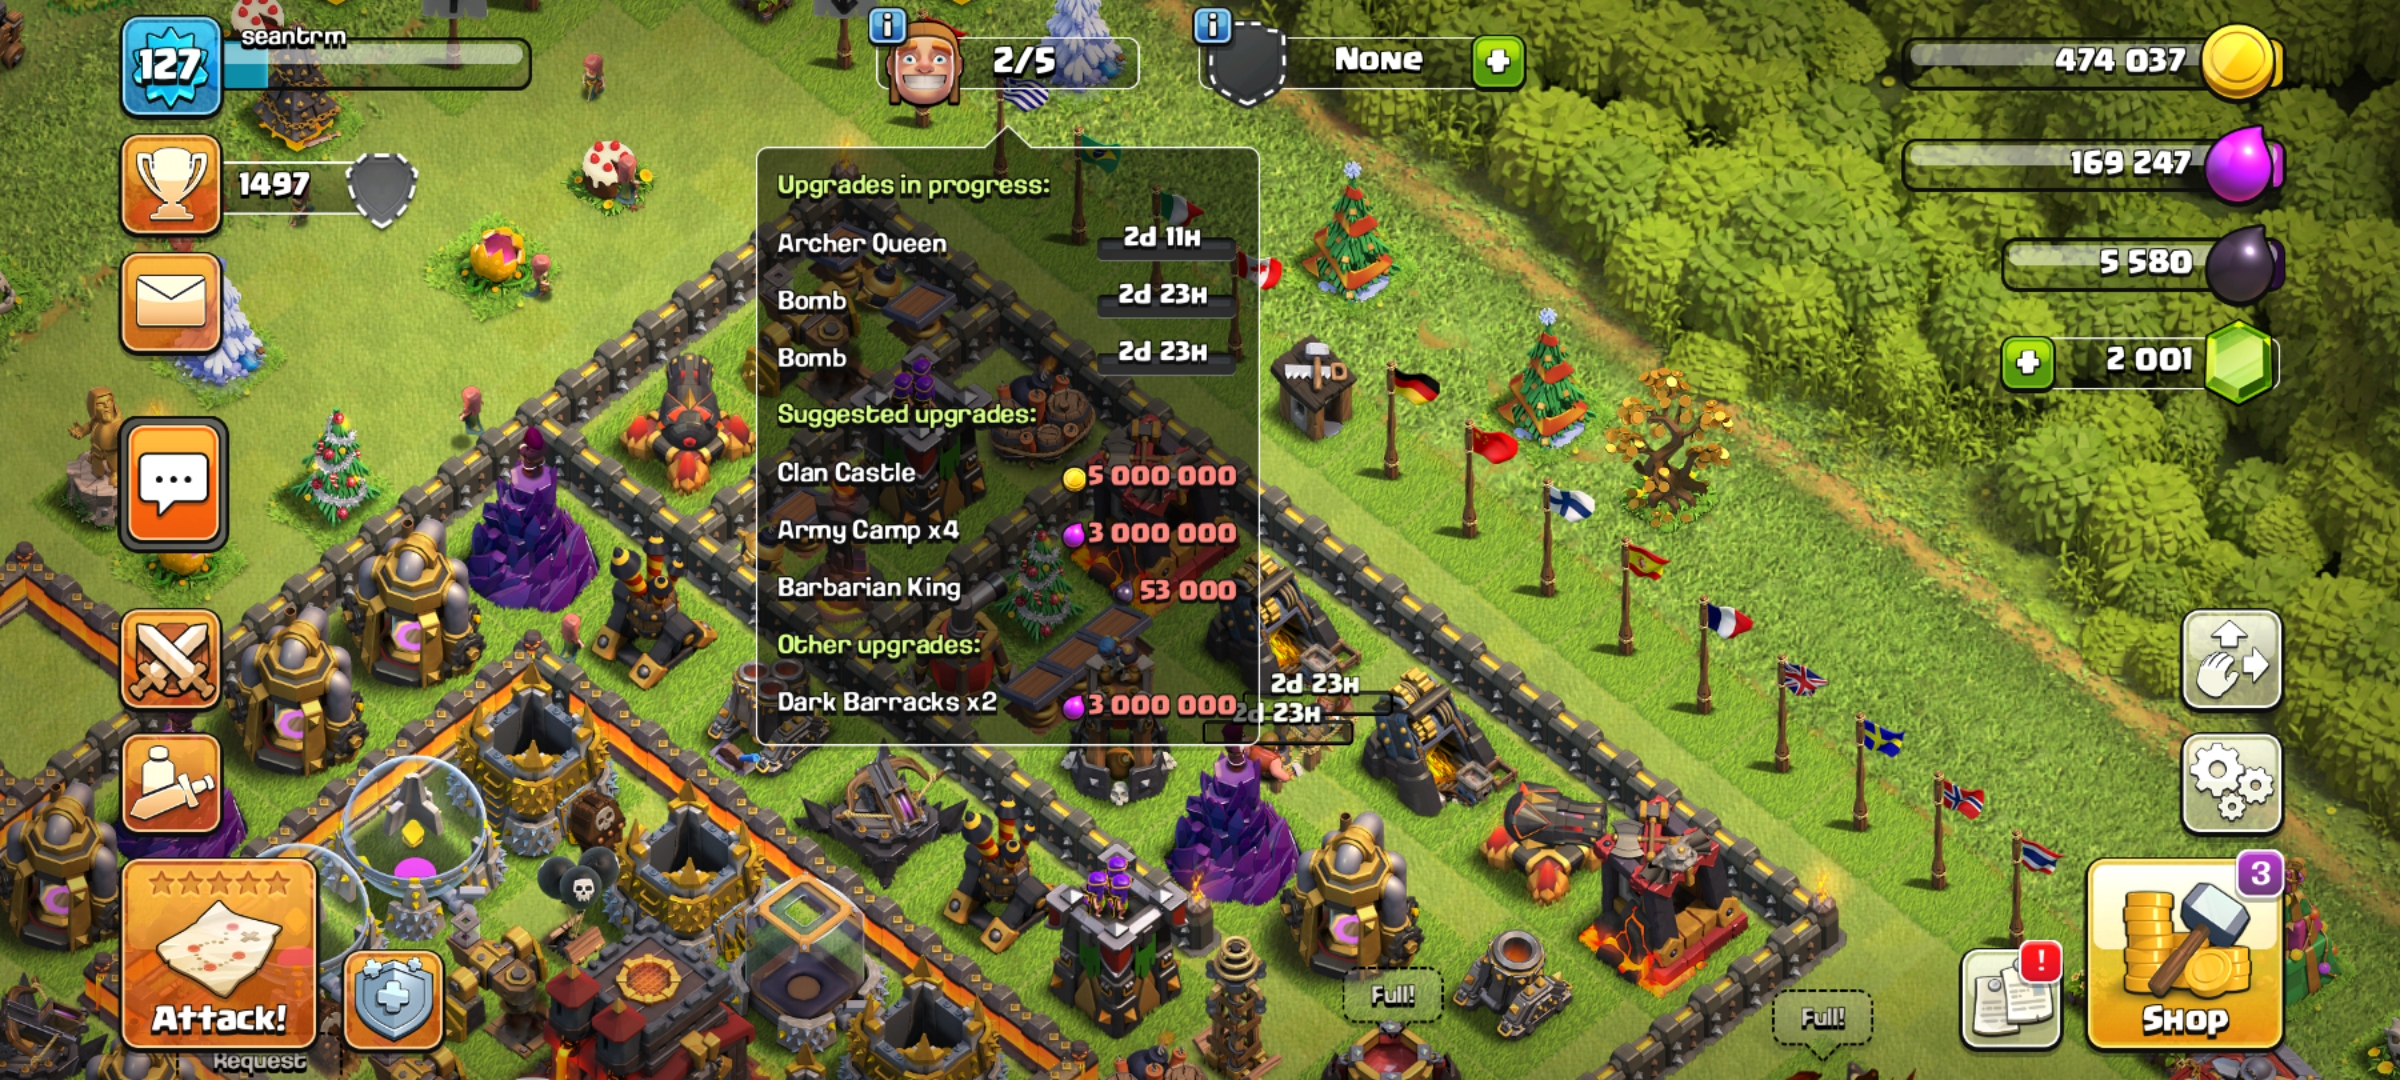 127
seantrm
2/5
None
474 037
169 247
5 580
2 001
1497
Upgrades in progress:
Archer Queen 2d 11H
Bomb 2d 23H
Bomb 2d 23H
Suggested upgrades:
Clan Castle 5 000 000
Army Camp x4 3 000 000
Barbarian King 53 000
Other upgrades:
Dark Barracks x2 3 000 000
2d 23H
2d 23H
3
Full!
Full!
Attack!
Request
!
Shop